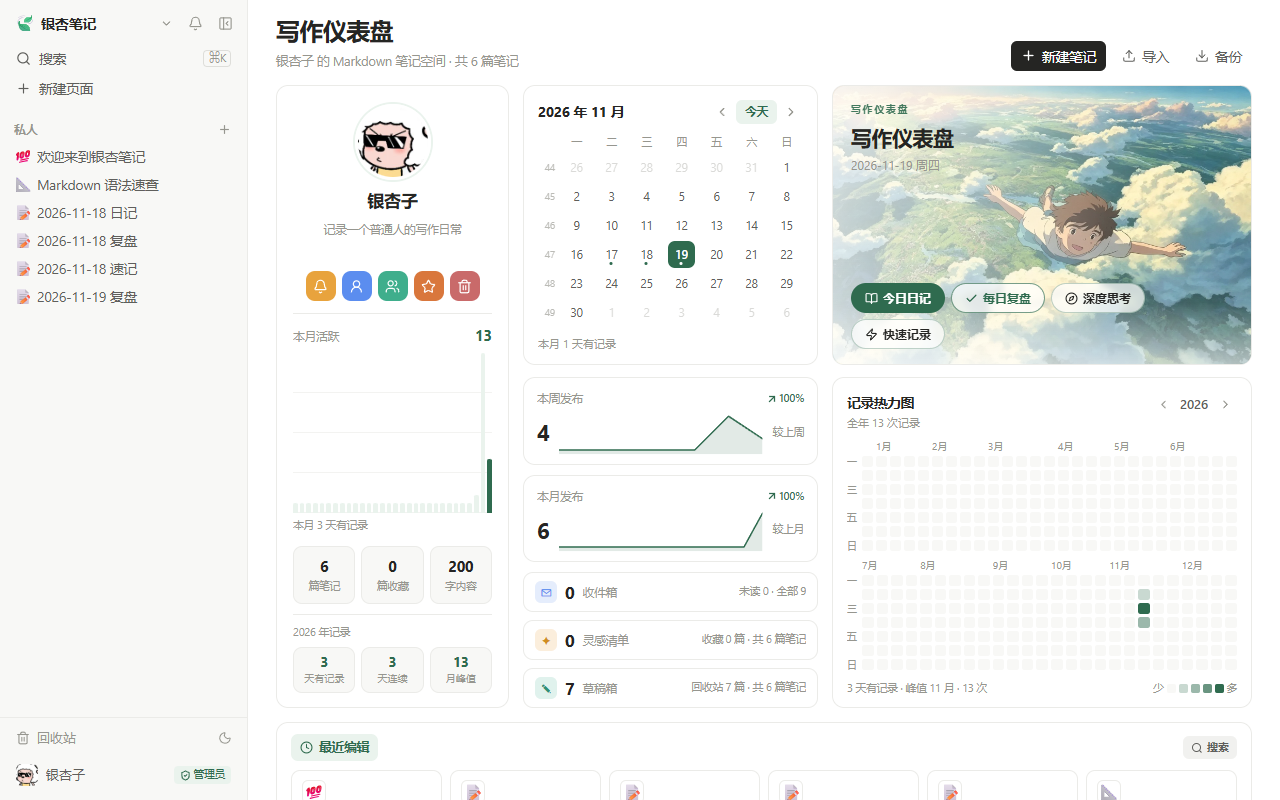 银杏笔记
搜索
⌘K
新建页面
私人
欢迎来到银杏笔记
Markdown 语法速查
2026-11-18 日记
2026-11-18 复盘
2026-11-18 速记
2026-11-19 复盘
回收站
银杏子
管理员
写作仪表盘
银杏子 的 Markdown 笔记空间 · 共 6 篇笔记
新建笔记
导入
备份
银杏子
记录一个普通人的写作日常
本月活跃
13
本月 3 天有记录
6
篇笔记
0
篇收藏
200
字内容
2026 年记录
3
天有记录
3
天连续
13
月峰值
2026 年 11 月
今天
一 二 三 四 五 六 日
44 26 27 28 29 30 31 1
45 2 3 4 5 6 7 8
46 9 10 11 12 13 14 15
47 16 17 18 19 20 21 22
48 23 24 25 26 27 28 29
49 30 1 2 3 4 5 6
本月 1 天有记录
本周发布
100%
4
较上周
本月发布
100%
6
较上月
0 收件箱
未读 0 · 全部 9
0 灵感清单
收藏 0 篇 · 共 6 篇笔记
7 草稿箱
回收站 7 篇 · 共 6 篇笔记
写作仪表盘
写作仪表盘
2026-11-19 周四
今日日记
每日复盘
深度思考
快速记录
记录热力图
2026
全年 13 次记录
1月 2月 3月 4月 5月 6月
一
三
五
日
7月 8月 9月 10月 11月 12月
一
三
五
日
3 天有记录 · 峰值 11 月 · 13 次
少
多
最近编辑
搜索
100